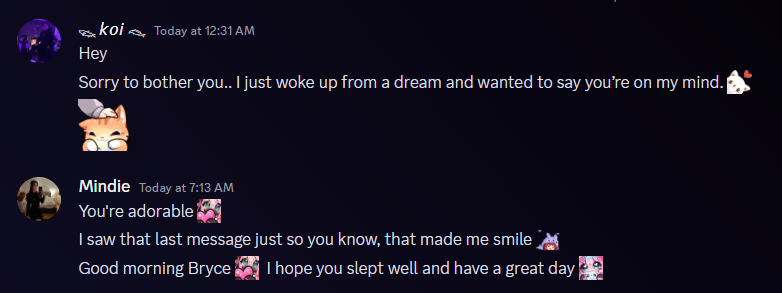 koi Today at 12:31 AM
Hey
Sorry to bother you.. I just woke up from a dream and wanted to say you're on my mind.
Mindie Today at 7:13 AM
You're adorable
I saw that last message just so you know, that made me smile
Good morning Bryce I hope you slept well and have a great day